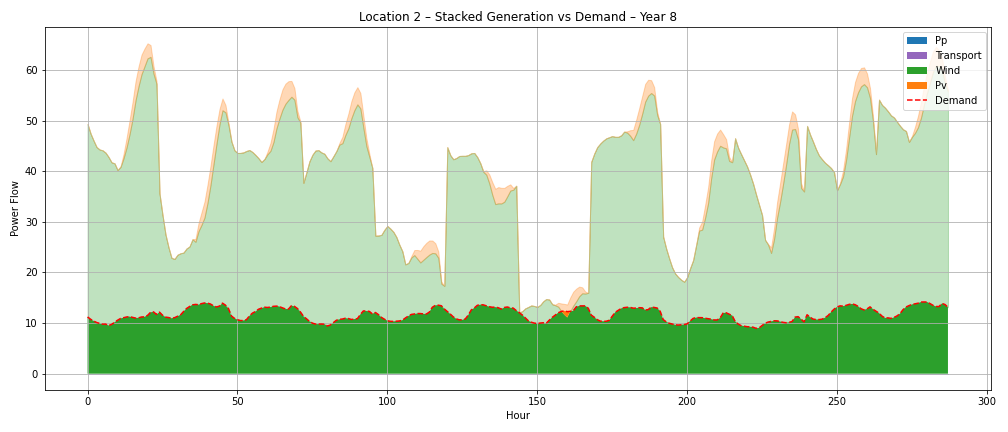 Location 2 – Stacked Generation vs Demand – Year 8
Pp
Transport
Wind
Pv
Demand
Power Flow
60
50
40
30
20
10
0
0 50 100 150 200 250 300
Hour